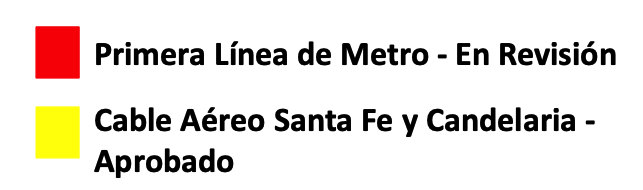 Primera Línea de Metro - En Revisión
Cable Aéreo Santa Fe y Candelaria -
Aprobado